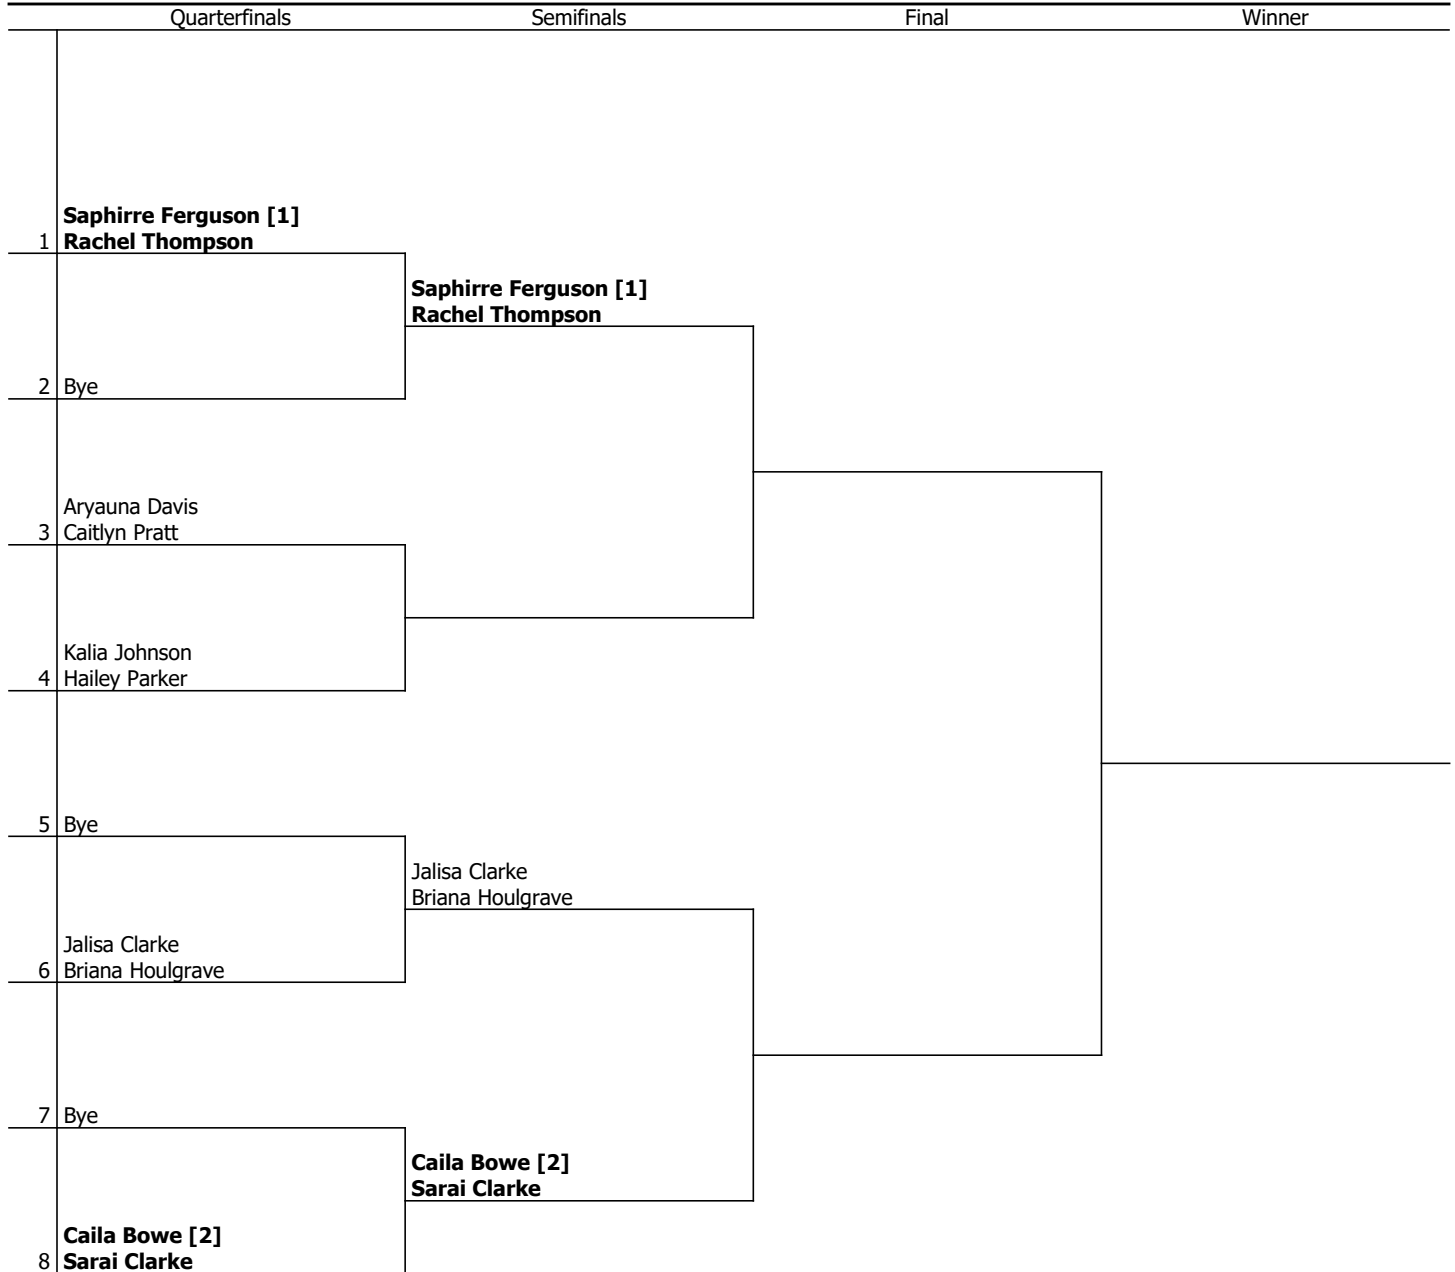 Quarterfinals Semifinals Final Winner
Saphirre Ferguson [1]
1 Rachel Thompson
Saphirre Ferguson [1]
Rachel Thompson
2 Bye
Aryauna Davis
3 Caitlyn Pratt
Kalia Johnson
4 Hailey Parker
5 Bye
Jalisa Clarke
Briana Houlgrave
Jalisa Clarke
6 Briana Houlgrave
7 Bye
Caila Bowe [2]
Sarai Clarke
Caila Bowe [2]
8 Sarai Clarke